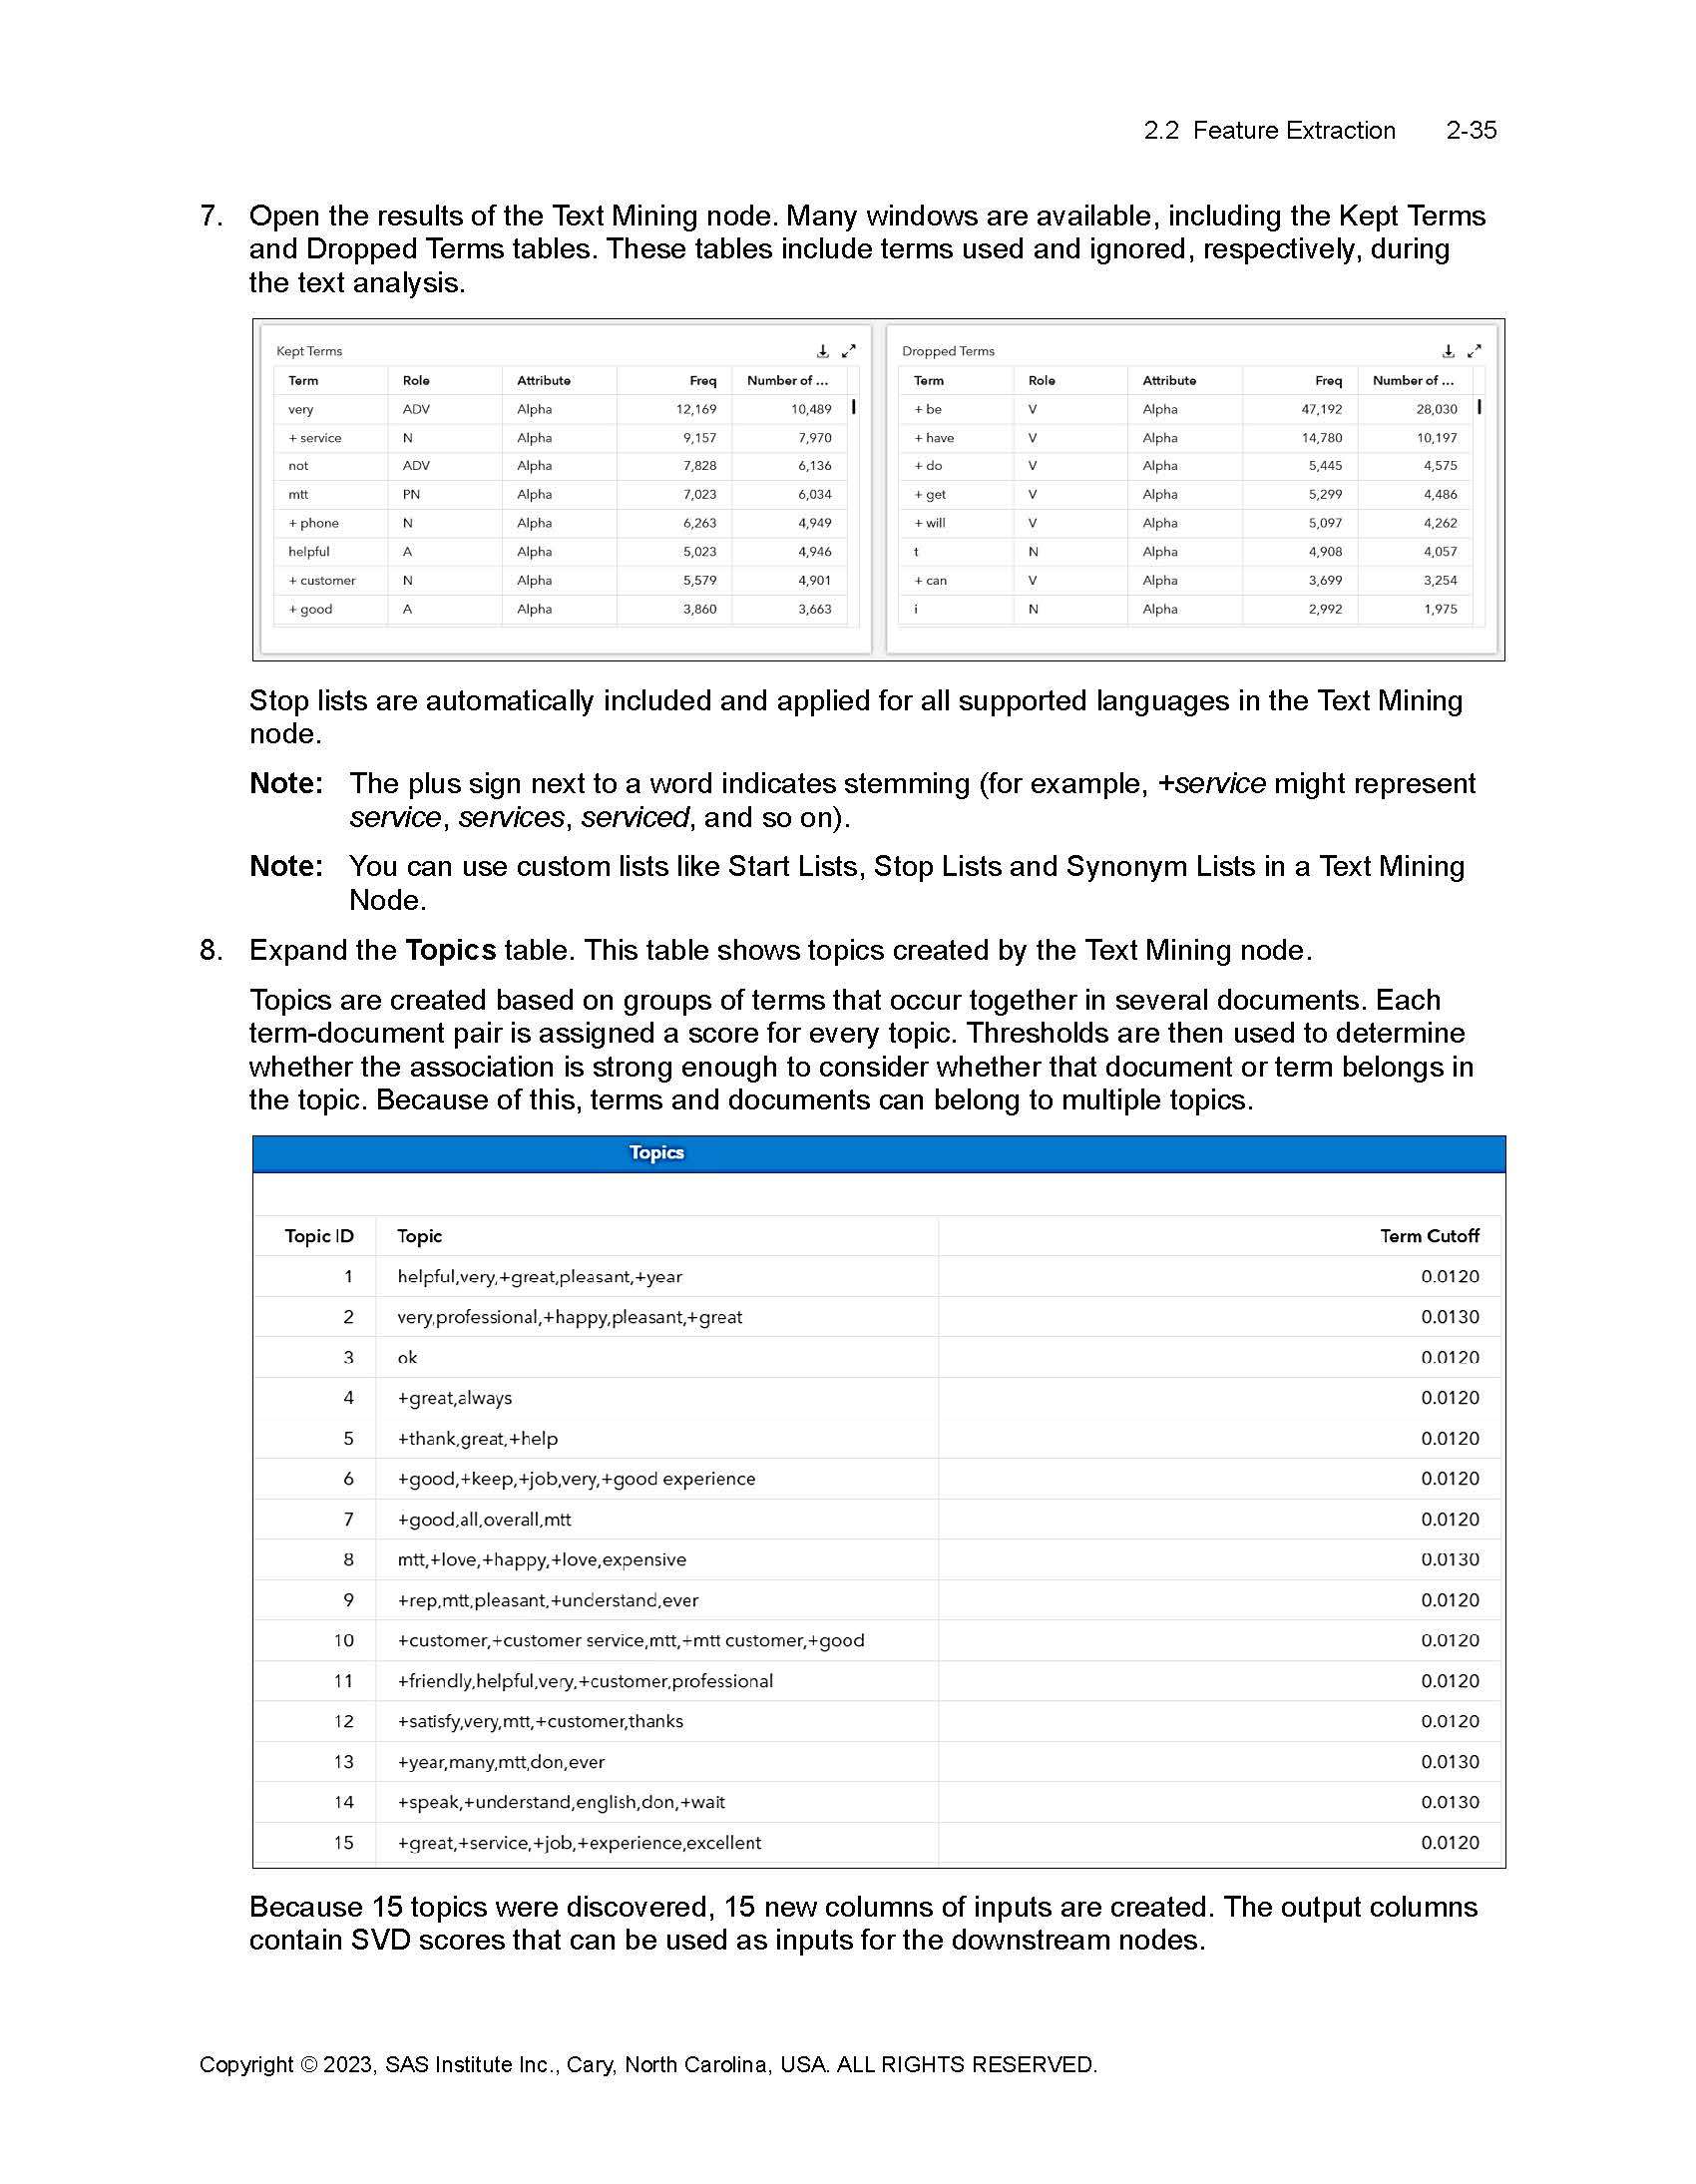 2.2 Feature Extraction 2-35
7. Open the results of the Text Mining node. Many windows are available, including the Kept Terms
and Dropped Terms tables. These tables include terms used and ignored, respectively, during
the text analysis.
Kept Terms
Term Role Attribute Freq Number of ...
very ADV Alpha 12,169 10,489
+ service N Alpha 9,157 7,970
not ADV Alpha 7,828 6,136
mtt PN Alpha 7,023 6,034
+ phone N Alpha 6,263 4,949
helpful A Alpha 5,023 4,946
+ customer N Alpha 5,579 4,901
+ good A Alpha 3,860 3,663
Dropped Terms
Term Role Attribute Freq Number of ...
+ be V Alpha 47,192 28,030
+ have V Alpha 14,780 10,197
+ do V Alpha 5,445 4,575
+ get V Alpha 5,299 4,486
+ will V Alpha 5,097 4,262
t N Alpha 4,908 4,057
+ can V Alpha 3,699 3,254
i N Alpha 2,992 1,975
Stop lists are automatically included and applied for all supported languages in the Text Mining
node.
Note: The plus sign next to a word indicates stemming (for example, +service might represent
service, services, serviced, and so on).
Note: You can use custom lists like Start Lists, Stop Lists and Synonym Lists in a Text Mining
Node.
8. Expand the Topics table. This table shows topics created by the Text Mining node.
Topics are created based on groups of terms that occur together in several documents. Each
term-document pair is assigned a score for every topic. Thresholds are then used to determine
whether the association is strong enough to consider whether that document or term belongs in
the topic. Because of this, terms and documents can belong to multiple topics.
Topics
Topic ID Topic Term Cutoff
1 helpful,very,+great,pleasant,+year 0.0120
2 very,professional,+happy,pleasant,+great 0.0130
3 ok 0.0120
4 +great,always 0.0120
5 +thank,great,+help 0.0120
6 +good,+keep,+job,very,+good experience 0.0120
7 +good,all,overall,mtt 0.0120
8 mtt,+love,+happy,+love,expensive 0.0130
9 +rep,mtt,pleasant,+understand,ever 0.0120
10 +customer,+customer service,mtt,+mtt customer,+good 0.0120
11 +friendly,helpful,very,+customer,professional 0.0120
12 +satisfy,very,mtt,+customer,thanks 0.0120
13 +year,many,mtt,don,ever 0.0130
14 +speak,+understand,english,don,+wait 0.0130
15 +great,+service,+job,+experience,excellent 0.0120
Because 15 topics were discovered, 15 new columns of inputs are created. The output columns
contain SVD scores that can be used as inputs for the downstream nodes.
Copyright © 2023, SAS Institute Inc., Cary, North Carolina, USA. ALL RIGHTS RESERVED.